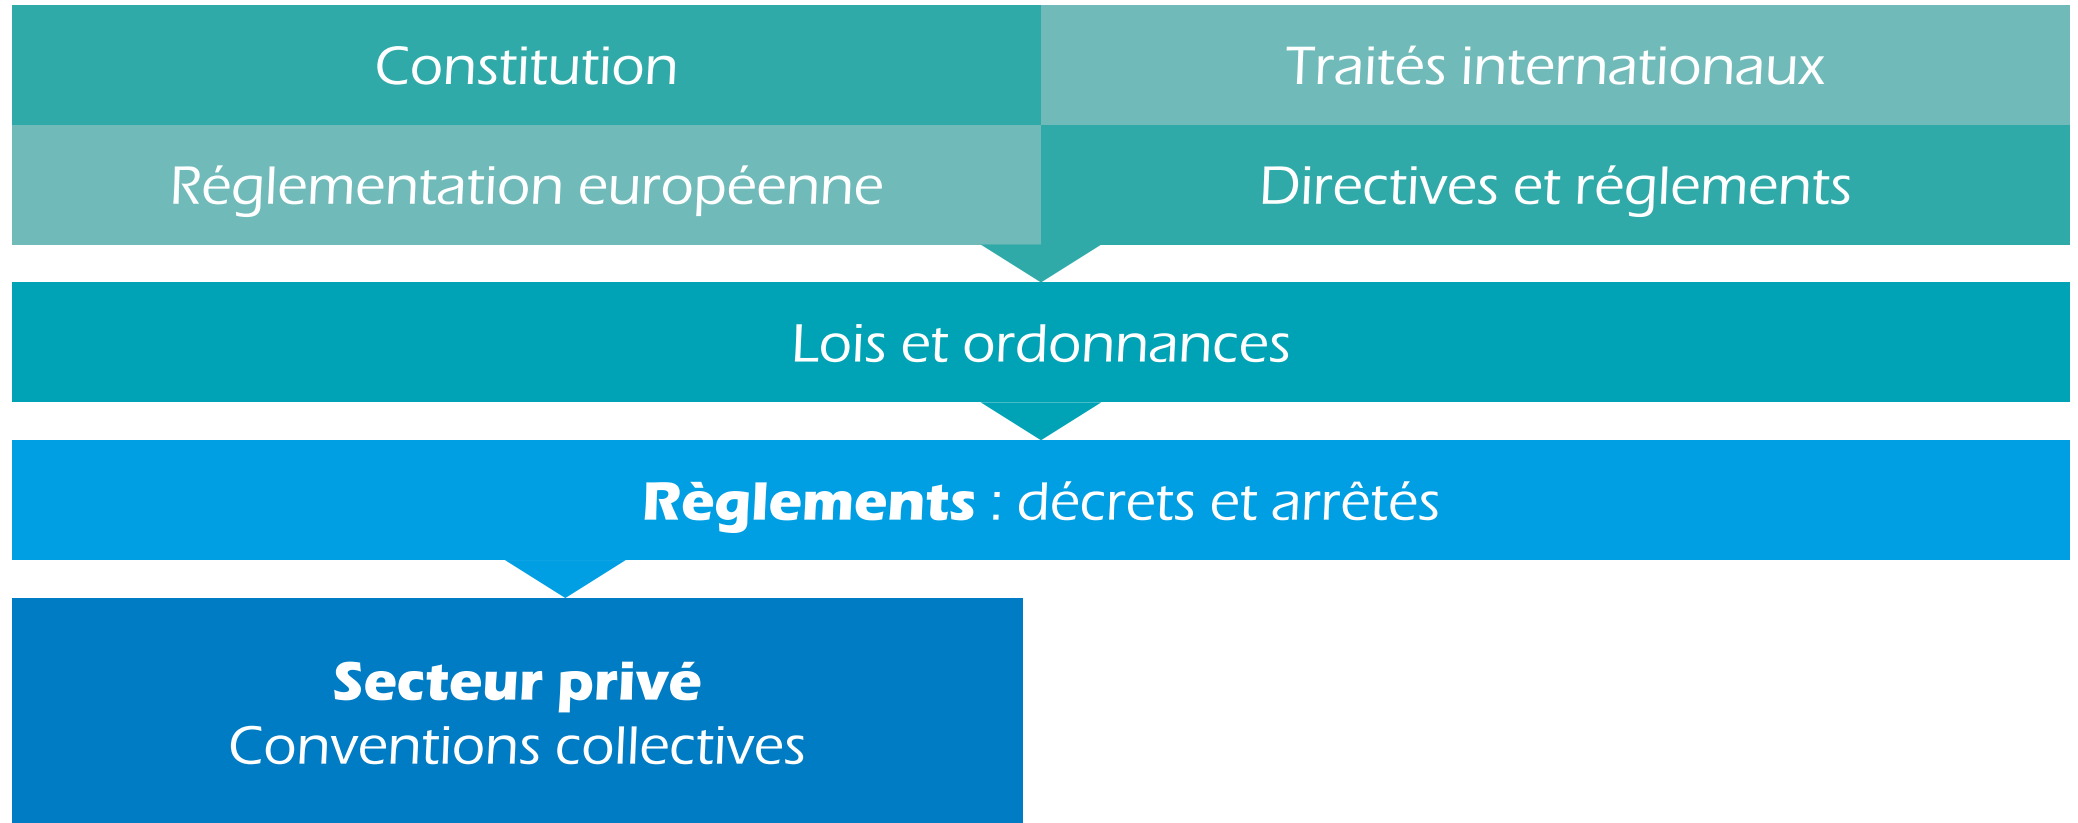 Constitution
Traités internationaux
Réglementation européenne
Directives et réglements
Lois et ordonnances
Règlements : décrets et arrêtés
Secteur privé
Conventions collectives